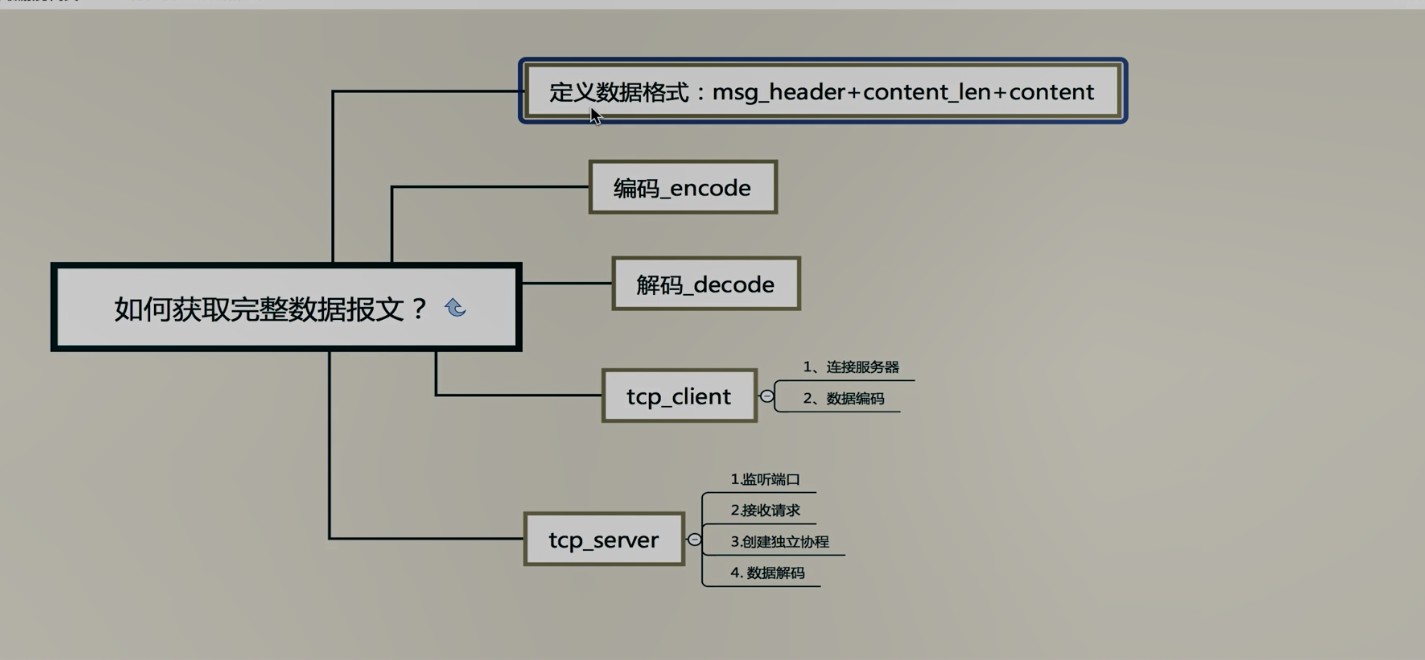 定义数据格式：msg_header+content_len+content
编码_encode
解码_decode
如何获取完整数据报文？
tcp_client
1、连接服务器
2、数据编码
tcp_server
1.监听端口
2.接收请求
3.创建独立协程
4. 数据解码